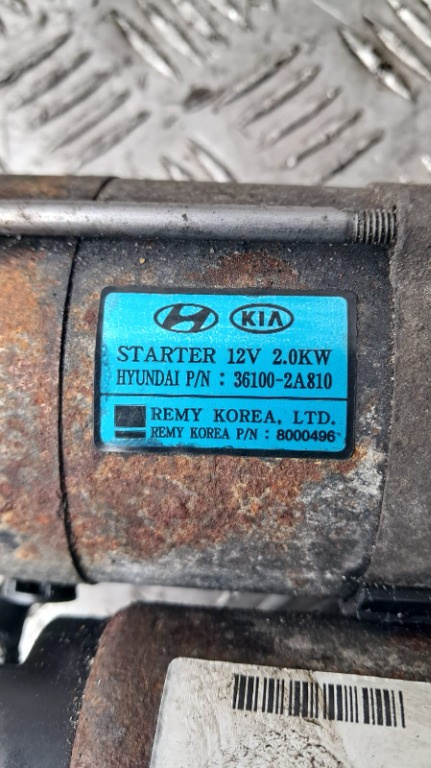 KIA
STARTER 12V 2.0KW
HYUNDAI P/N : 36100-2A810
REMY KOREA, LTD.
REMY KOREA P/N : 8000496